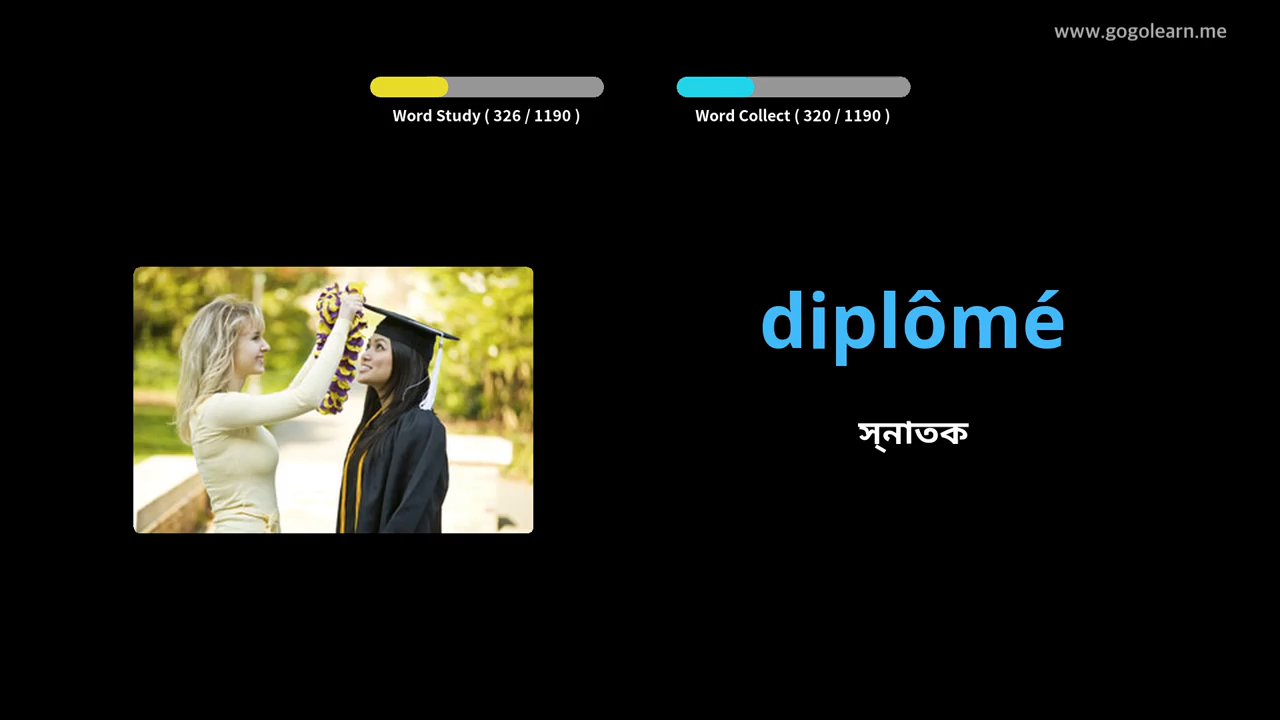 www.gogolearn.me
Word Study ( 326 / 1190 )
Word Collect ( 320 / 1190 )
diplômé
স্নাতক